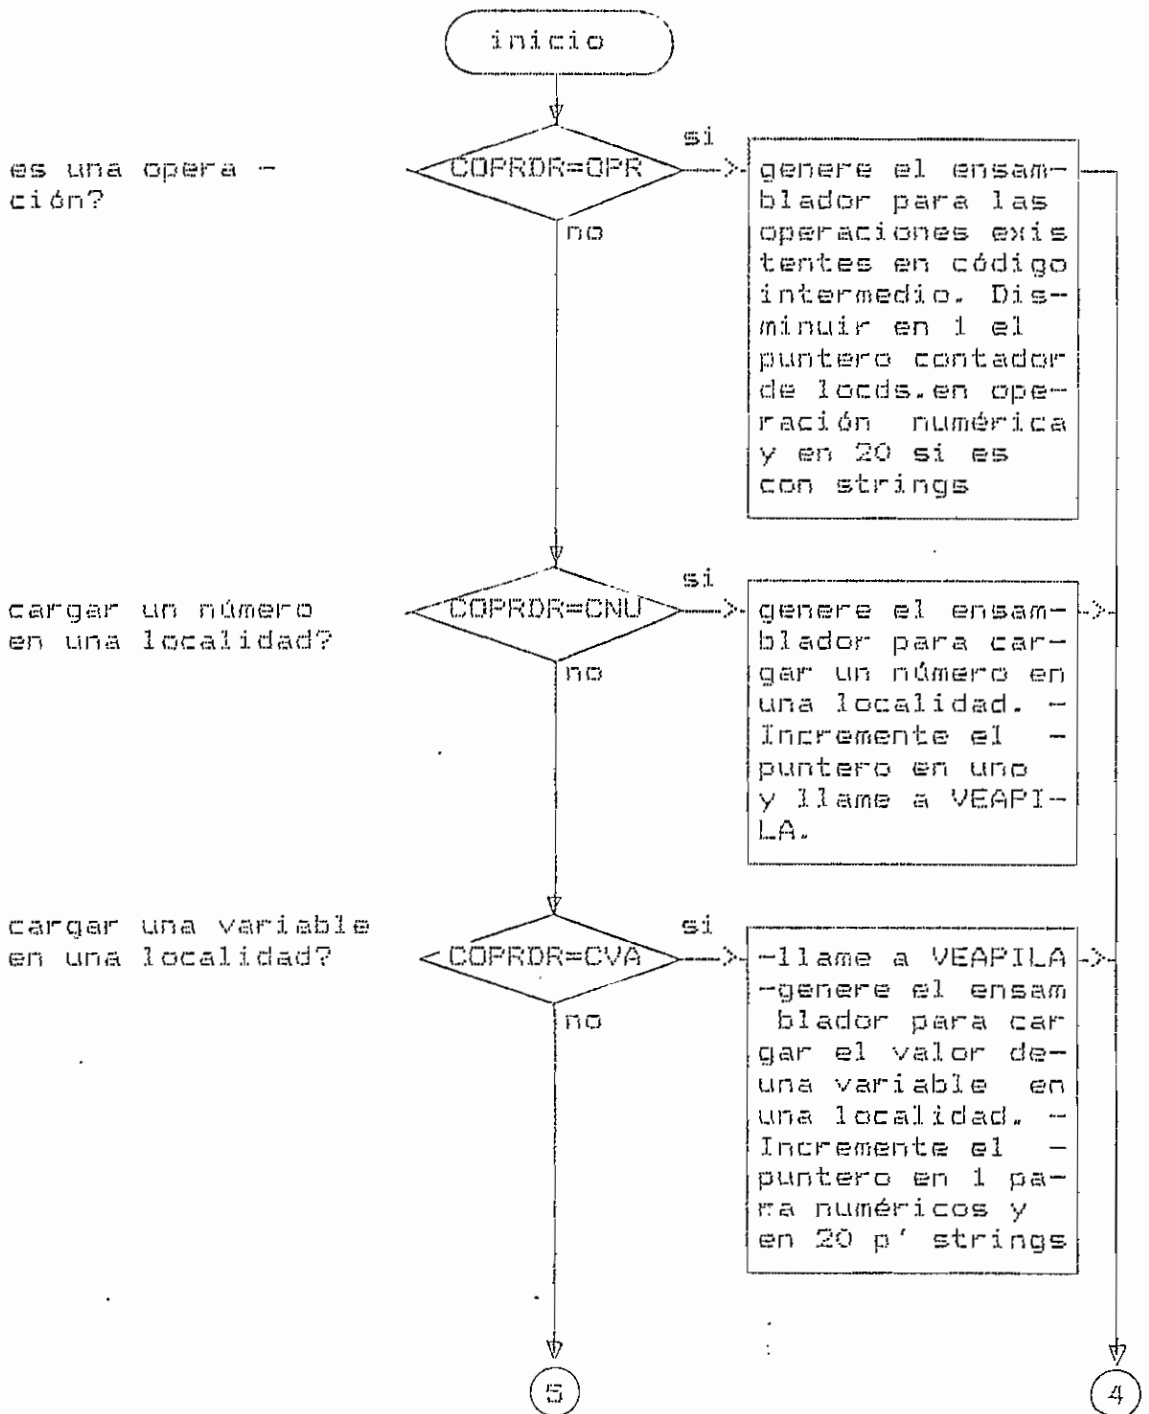 inicio
es una opera -
ción?
COPRDR=OPR
si
no
genere el ensam-
blador para las
operaciones exis
tentes en código
intermedio. Dis-
minuir en 1 el
puntero contador
de locds.en ope-
ración numérica
y en 20 si es
con strings
cargar un número
en una localidad?
COPRDR=CNU
si
no
genere el ensam-
blador para car-
gar un número en
una localidad. -
Incremente el -
puntero en uno
y llame a VEAPI-
LA.
cargar una variable
en una localidad?
COPRDR=CVA
si
no
-llame a VEAPILA
-genere el ensam
blador para car
gar el valor de-
una variable en
una localidad. -
Incremente el -
puntero en 1 pa-
ra numéricos y
en 20 p' strings
5
4